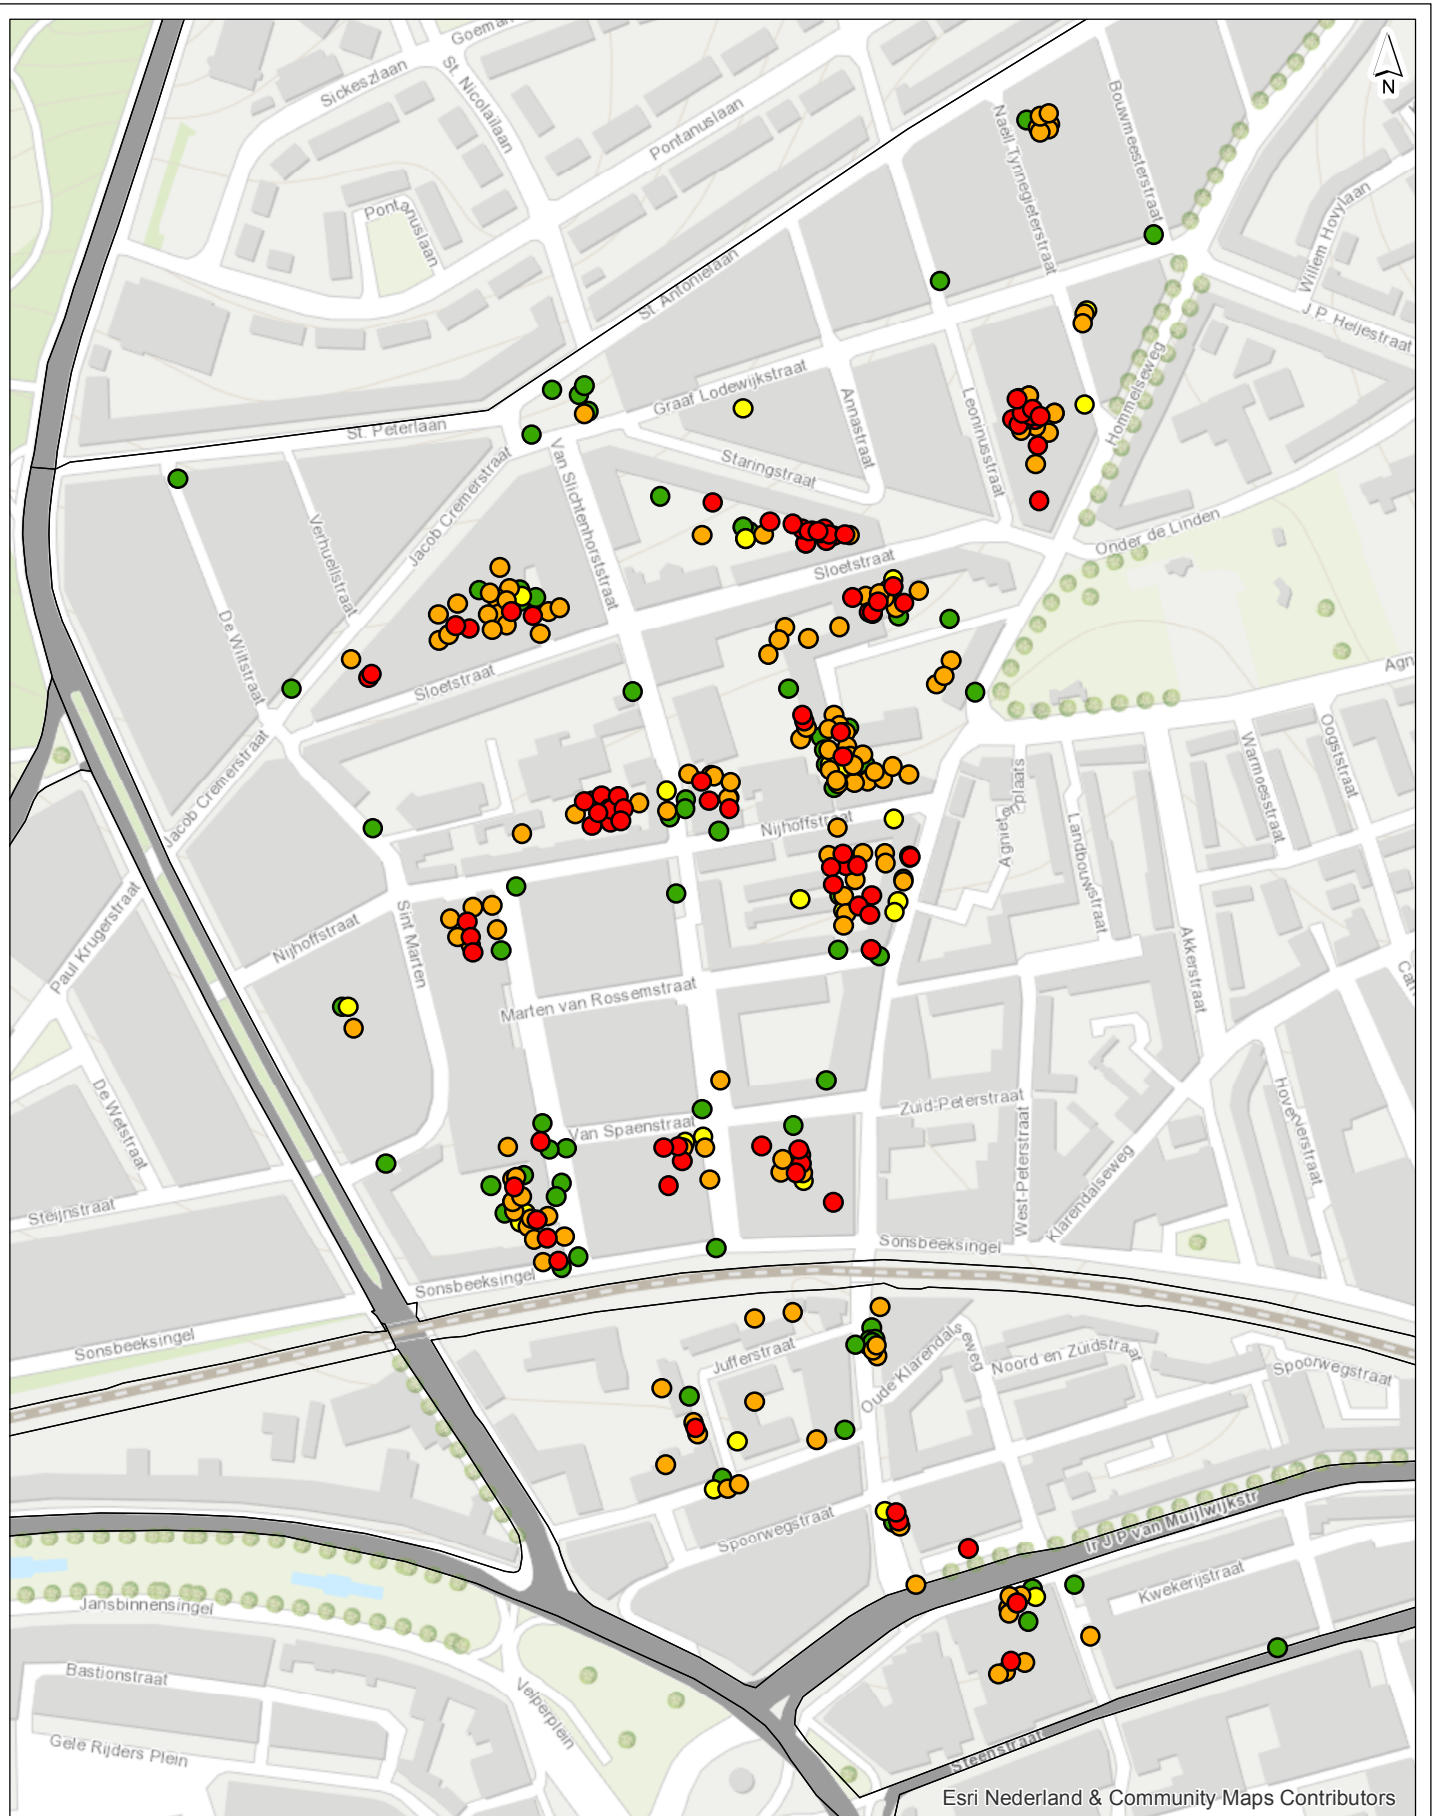 Goeman
Sickeszlaan
St. Nicolaïlaan
Pontanuslaan
N
Naell Tynnegieterstraat
Bouwmeesterstraat
Pontanuslaan
Willem Hovylaan
St. Antonielaan
J.P. Heijestraat
Graaf Lodewijkstraat
Hommelseweg
Annastraat
Leoninusstraat
St. Peterlaan
Staringstraat
Jacob Cremerstraat
Van Slichtenhorststraat
Onder de Linden
Verhuellstraat
Sloetstraat
De Wiltstraat
Agn
Sloetstraat
Oogststraat
Warmoesstraat
Jacob Cremerstraat
Agnietenplaats
Nijhoffstraat
Landbouwstraat
Paul Krugerstraat
Sint Marten
Nijhoffstraat
Akkerstraat
Marten van Rossemstraat
De Wetstraat
Hovenierstraat
Zuid-Peterstraat
Van Spaenstraat
West-Peterstraat
Klarendalseweg
Steijnstraat
Sonsbeeksingel
Sonsbeeksingel
Sonsbeeksingel
Jufferstraat
Oude Klarendalseweg
Noord en Zuidstraat
Spoorwegstraat
Spoorwegstraat
Ir J P van Muijlwijkstr
Kwekerijstraat
Jansbinnensingel
Bastionstraat
Velperplein
Gele Rijders Plein
Steenstraat
Esri Nederland & Community Maps Contributors